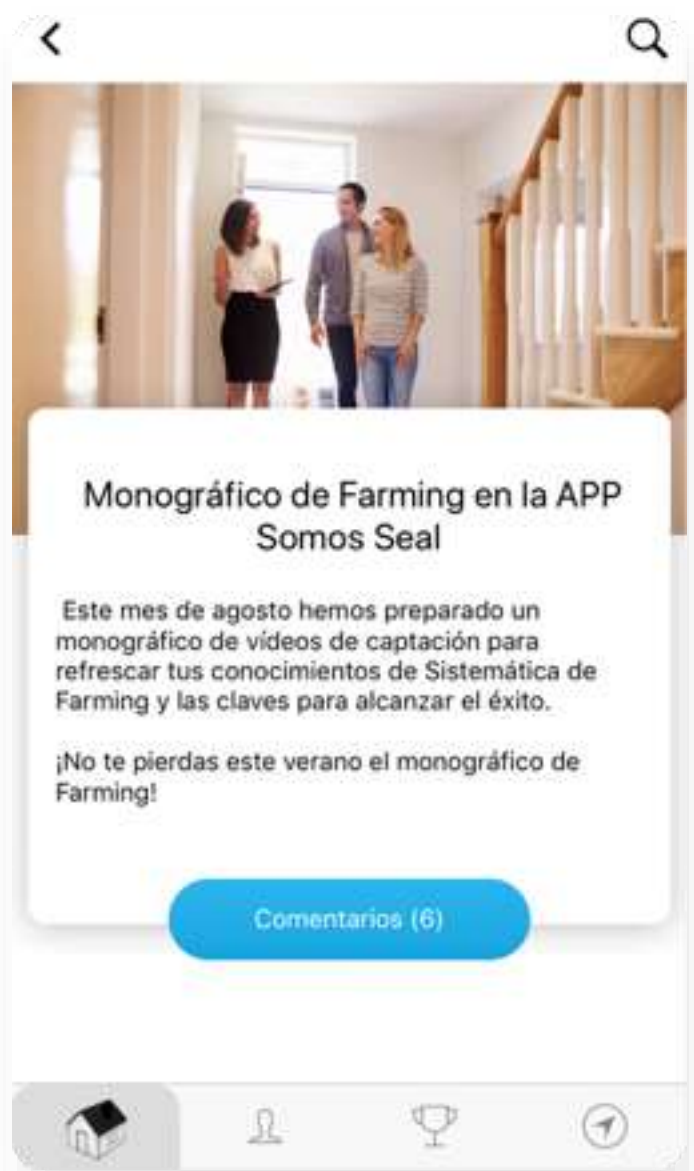 Monográfico de Farming en la APP
Somos Seal
Este mes de agosto hemos preparado un
monográfico de vídeos de captación para
refrescar tus conocimientos de Sistemática de
Farming y las claves para alcanzar el éxito.
¡No te pierdas este verano el monográfico de
Farming!
Comentarios (6)